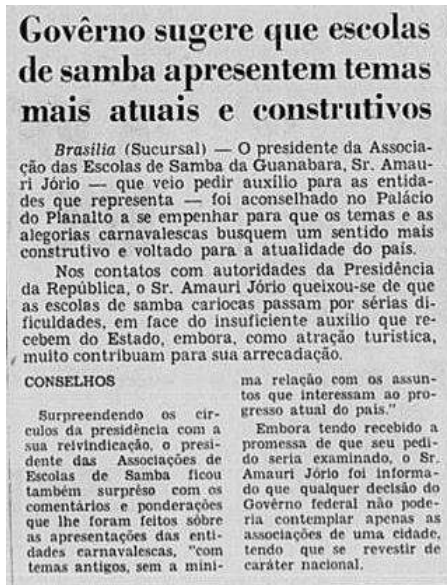 Govêrno sugere que escolas
de samba apresentem temas
mais atuais e construtivos
Brasília (Sucursal) — O presidente da Associa-
ção das Escolas de Samba da Guanabara, Sr. Amau-
ri Jório — que veio pedir auxílio para as entida-
des que representa — foi aconselhado no Palácio
do Planalto a se empenhar para que os temas e as
alegorias carnavalescas busquem um sentido mais
construtivo e voltado para a atualidade do país.
Nos contatos com autoridades da Presidência
da República, o Sr. Amauri Jório queixou-se de que
as escolas de samba cariocas passam por sérias di-
ficuldades, em face do insuficiente auxílio que re-
cebem do Estado, embora, como atração turística,
muito contribuam para sua arrecadação.
CONSELHOS
Surpreendendo os cír-
culos da presidência com a
sua reivindicação, o presi-
dente das Associações de
Escolas de Samba ficou
também surprêso com os
comentários e ponderações
que lhe foram feitos sôbre
as apresentações das enti-
dades carnavalescas, "com
temas antigos, sem a míni-
ma relação com os assun-
tos que interessam ao pro-
gresso atual do país."
Embora tendo recebido a
promessa de que seu pedi-
do seria examinado, o Sr.
Amauri Jório foi informa-
do que qualquer decisão do
Govêrno federal não pode-
ria contemplar apenas as
associações de uma cidade,
tendo que se revestir de
caráter nacional.